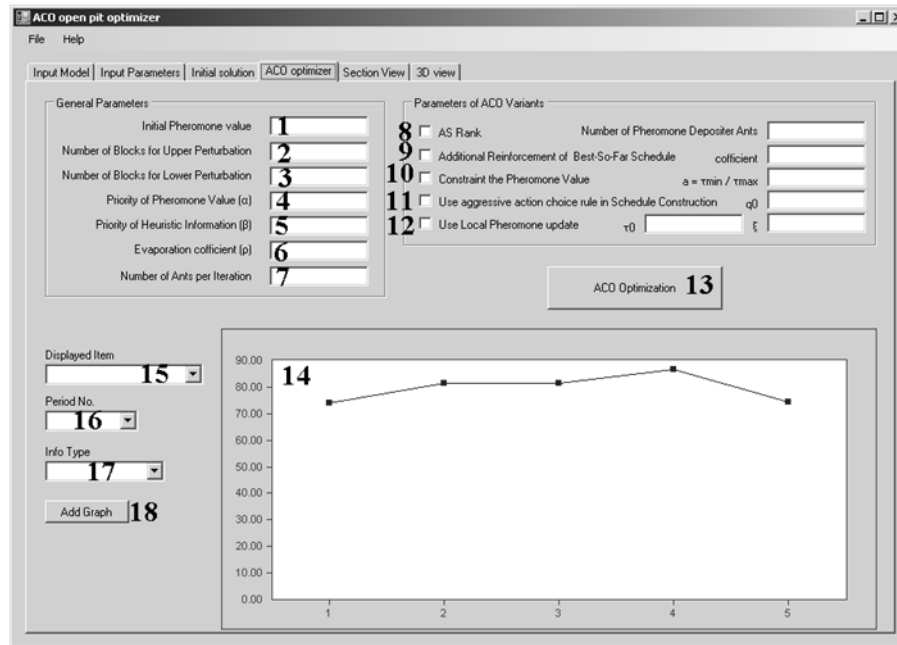 ACO open pit optimizer
File Help
Input Model Input Parameters Initial solution ACO optimizer Section View 3D view
General Parameters
Initial Pheromone value 1
Number of Blocks for Upper Perturbation 2
Number of Blocks for Lower Perturbation 3
Priority of Pheromone Value (α) 4
Priority of Heuristic Information (β) 5
Evaporation cofficient (ρ) 6
Number of Ants per Iteration 7
Parameters of ACO Variants
8 AS Rank Number of Pheromone Depositer Ants
9 Additional Reinforcement of Best-So-Far Schedule cofficient
10 Constraint the Pheromone Value a = τmin / τmax
11 Use aggressive action choice rule in Schedule Construction q0
12 Use Local Pheromone update τ0 ξ
ACO Optimization 13
Displayed Item
15
Period No.
16
Info Type
17
Add Graph 18
14
90.00
80.00
70.00
60.00
50.00
40.00
30.00
20.00
10.00
0.00
1 2 3 4 5